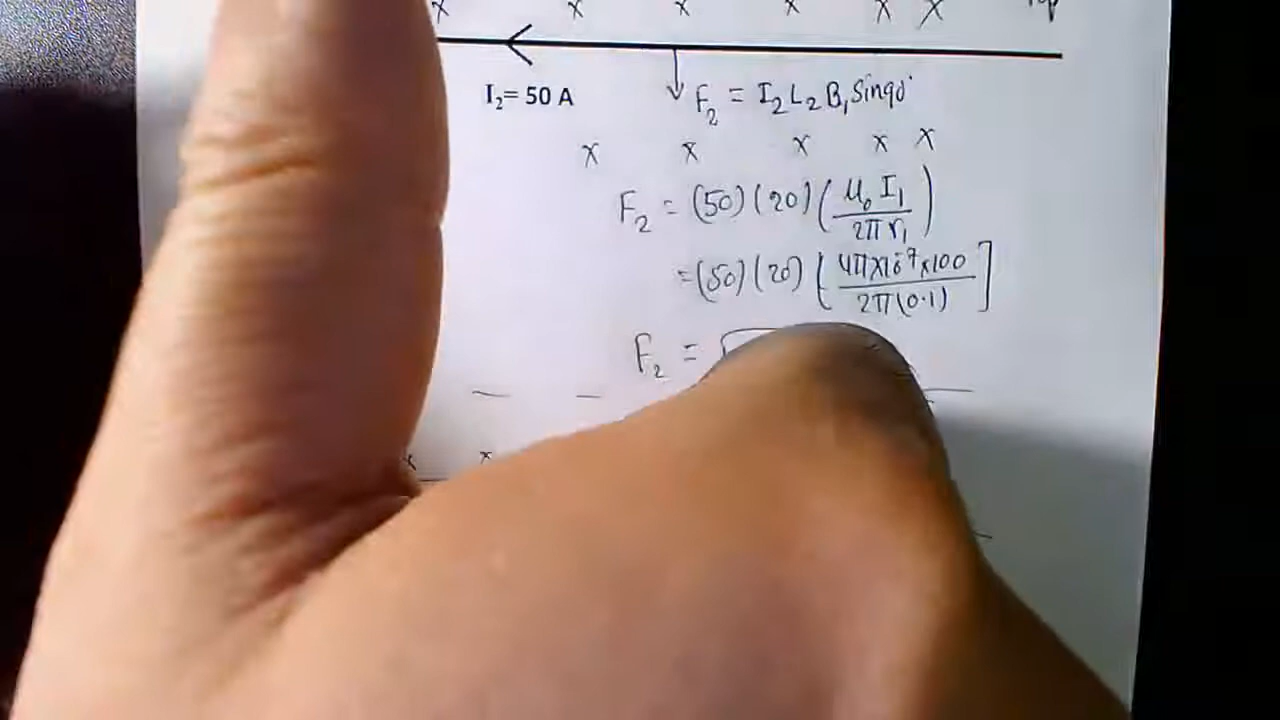 x x x x x x
I₂= 50 A
F₂ = I₂ L₂ B₁ Sin90°
x x x x x
F₂ = (50)(20)(μ₀ I₁ / 2π r₁)
= (50)(20)[4π×10⁻⁷×100 / 2π(0.1)]
F₂ =
x x